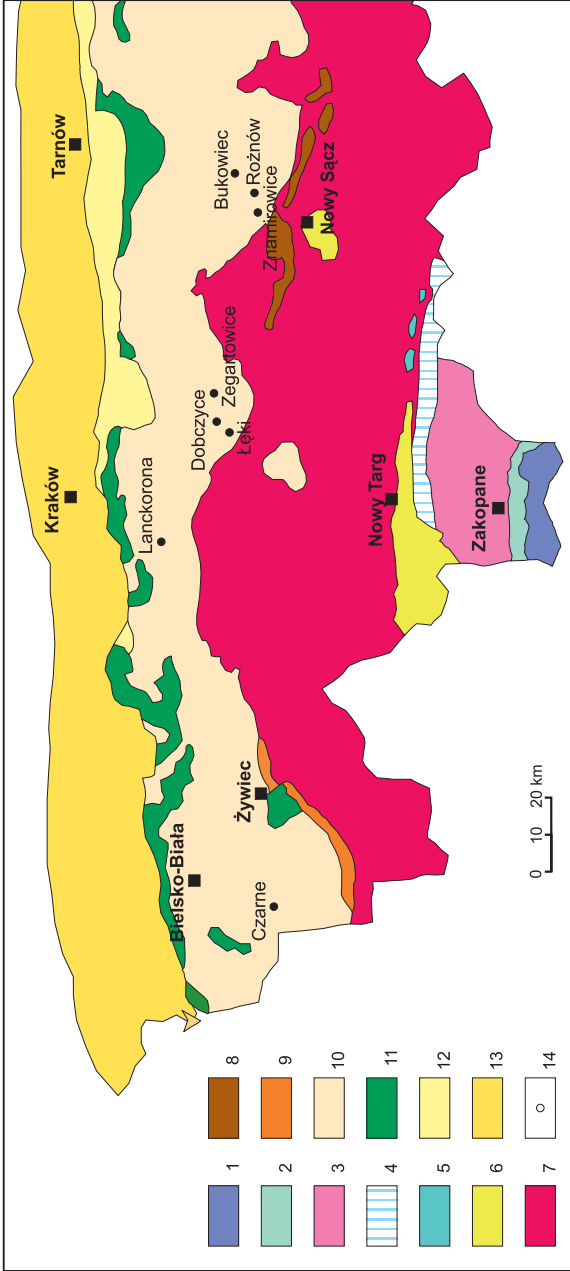 Tarnów
Bukowiec
Rożnów
Znamirowice
Nowy Sącz
Kraków
Dobczyce
Zegartowice
Łęki
Lanckorona
Nowy Targ
Zakopane
Bielsko-Biała
Żywiec
Czarne
0 10 20 km
1
2
3
4
5
6
7
8
9
10
11
12
13
14